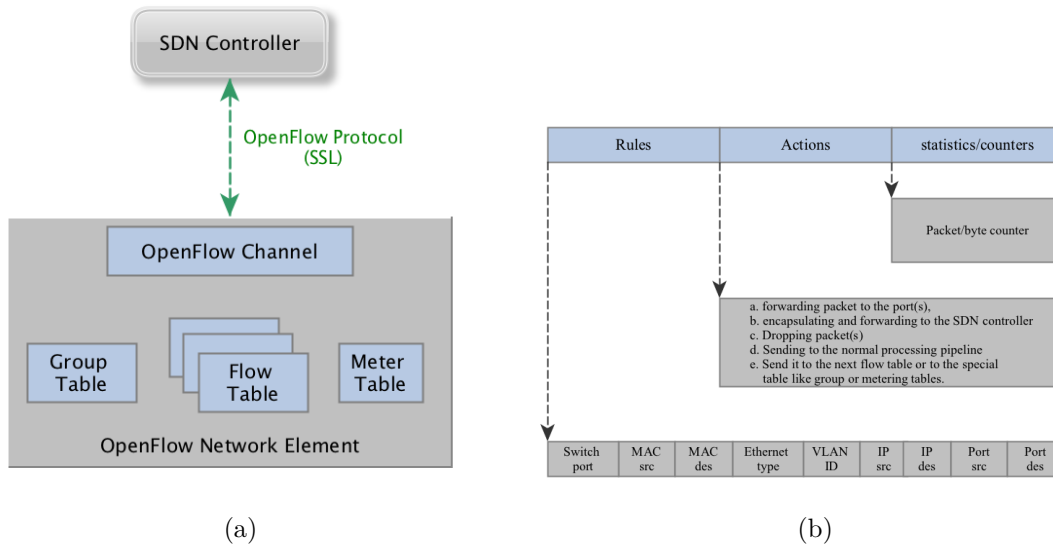 SDN Controller
OpenFlow Protocol
(SSL)
OpenFlow Channel
Group
Table
Flow
Table
Meter
Table
OpenFlow Network Element
(a)
Rules
Actions
statistics/counters
Packet/byte counter
a. forwarding packet to the port(s),
b. encapsulating and forwarding to the SDN controller
c. Dropping packet(s)
d. Sending to the normal processing pipeline
e. Send it to the next flow table or to the special
table like group or metering tables.
Switch
port
MAC
src
MAC
des
Ethernet
type
VLAN
ID
IP
src
IP
des
Port
src
Port
des
(b)